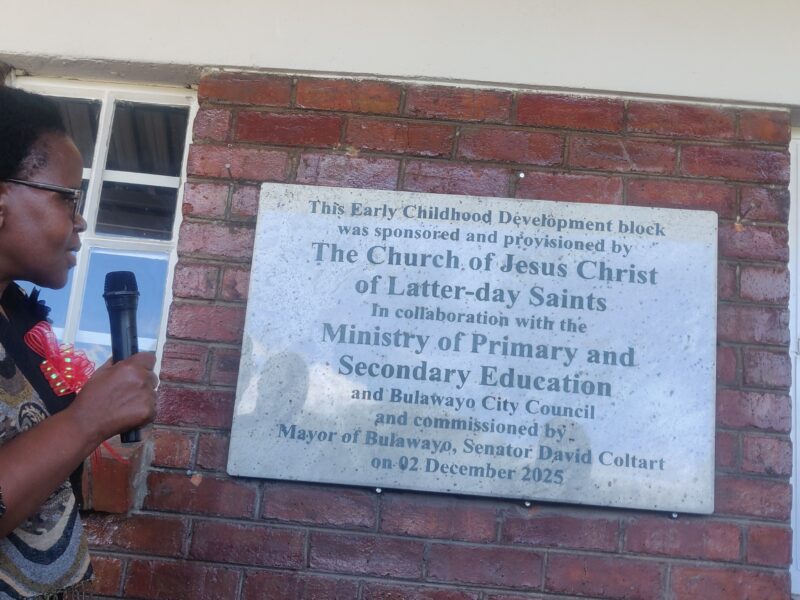 This Early Childhood Development block
was sponsored and provisioned by
The Church of Jesus Christ
of Latter-day Saints
In collaboration with the
Ministry of Primary and
Secondary Education
and Bulawayo City Council
and commissioned by
Mayor of Bulawayo, Senator David Coltart
on 02 December 2025